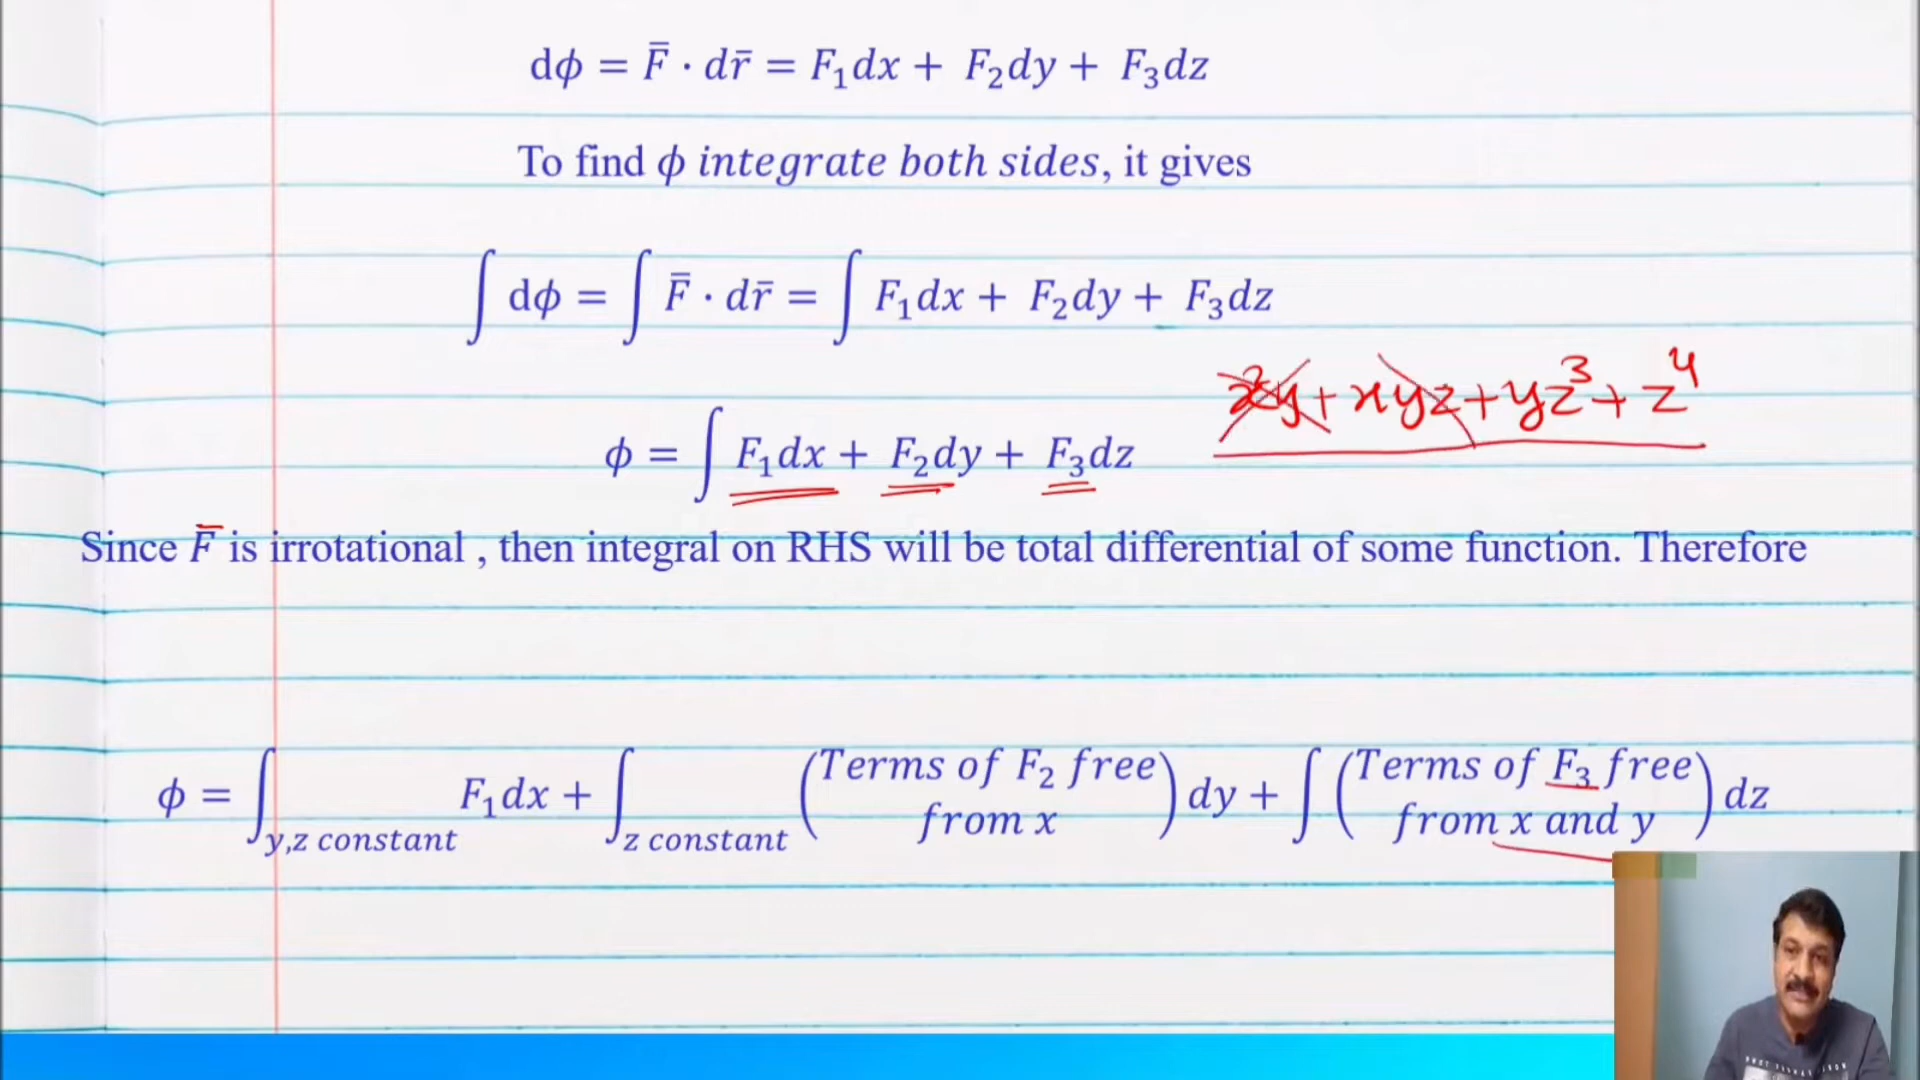 dϕ = F̄ · dr̄ = F₁dx + F₂dy + F₃dz
To find ϕ integrate both sides, it gives
∫ dϕ = ∫ F̄ · dr̄ = ∫ F₁dx + F₂dy + F₃dz
x²y + xyz + yz³ + z⁴
ϕ = ∫ F₁dx + F₂dy + F₃dz
Since F̄ is irrotational , then integral on RHS will be total differential of some function. Therefore
ϕ = ∫_{y,z constant} F₁dx + ∫_{z constant} (Terms of F₂ free from x) dy + ∫ (Terms of F₃ free from x and y) dz